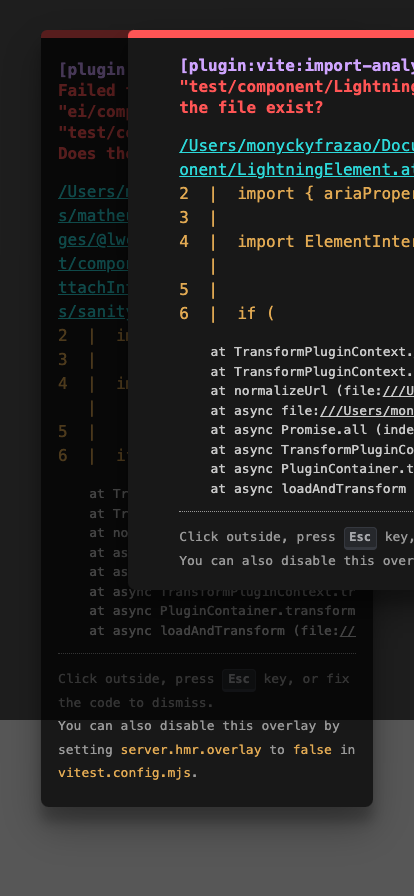 [plugin:vite:import-analy
"test/component/Lightning
the file exist?
/Users/monyckyfrazao/Docu
onent/LightningElement.at
2 | import { ariaProper
3 |
4 | import ElementInter
|
5 |
6 | if (
at TransformPluginContext.
at TransformPluginContext.
at normalizeUrl (file:///U
at async file:///Users/mon
at async Promise.all (inde
at async TransformPluginCo
at async PluginContainer.t
at async loadAndTransform
Click outside, press Esc key,
You can also disable this over
[plugin
Failed
"ei/comp
"test/co
Does the
/Users/m
s/matheu
ges/@lwc
t/compon
ttachInt
s/sanity
2 | im
3 |
4 | im
|
5 |
6 | i
at Tr
at Tr
at no
at as
at as
at async TransformPluginContext.tr
at async PluginContainer.transform
at async loadAndTransform (file://
Click outside, press Esc key, or fix
the code to dismiss.
You can also disable this overlay by
setting server.hmr.overlay to false in
vitest.config.mjs.